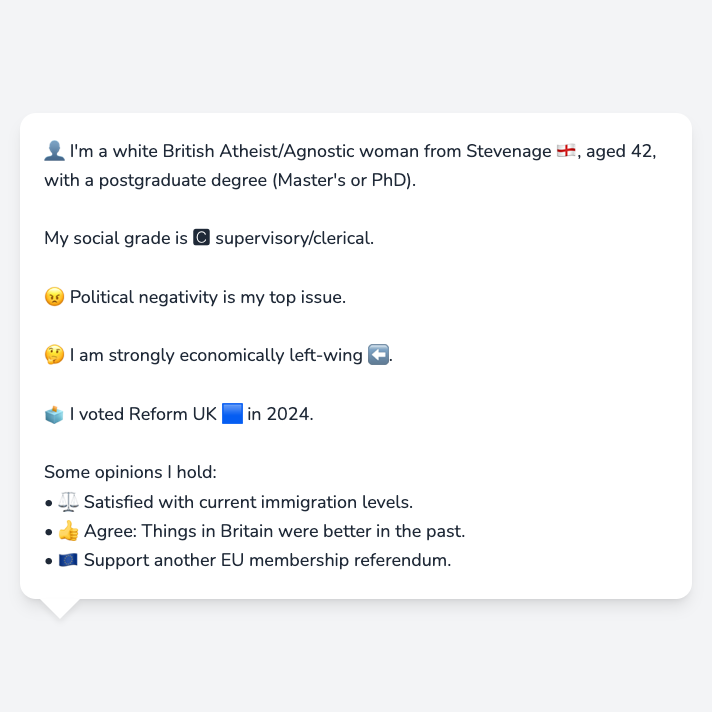 👤 I'm a white British Atheist/Agnostic woman from Stevenage 🏴󠁧󠁢󠁥󠁮󠁧󠁿, aged 42,
with a postgraduate degree (Master's or PhD).
My social grade is 🅲 supervisory/clerical.
😠 Political negativity is my top issue.
🤔 I am strongly economically left-wing ⬅️.
🗳️ I voted Reform UK 🟦 in 2024.
Some opinions I hold:
• ⚖️ Satisfied with current immigration levels.
• 👍 Agree: Things in Britain were better in the past.
• 🇪🇺 Support another EU membership referendum.